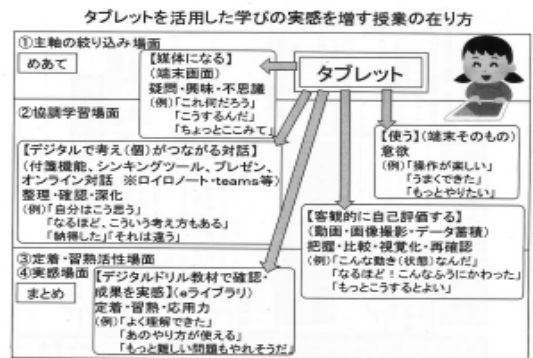 タブレットを活用した学びの実感を増す授業の在り方
①主軸の絞り込み場面
めあて
【媒体になる】
(端末画面)
疑問・興味・不思議
(例)「これ何だろう」
「こうするんだ」
「ちょっとここみて」
タブレット
②協調学習場面
【デジタルで考え(個)がつながる対話】
(付箋機能、シンキングツール、プレゼン、
オンライン対話 ※ロイロノート・teams等)
整理・確認・深化
(例)「自分はこう思う」
「なるほど、こういう考え方もある」
「納得した」「それは違う」
【使う】(端末そのもの)
意欲
(例)「操作が楽しい」
「うまくできた」
「もっとやりたい」
【客観的に自己評価する】
(動画・画像撮影・データ蓄積)
把握・比較・視覚化・再確認
(例)「こんな動き(状態)なんだ」
「なるほど!こんなふうにかわった」
「もっとこうするとよい」
③定着・習熟活性場面
④実感場面
まとめ
【デジタルドリル教材で確認・
成果を実感】(eライブラリ)
定着・習熟・応用力
(例)「よく理解できた」
「あのやり方が使える」
「もっと難しい問題もやれそうだ」